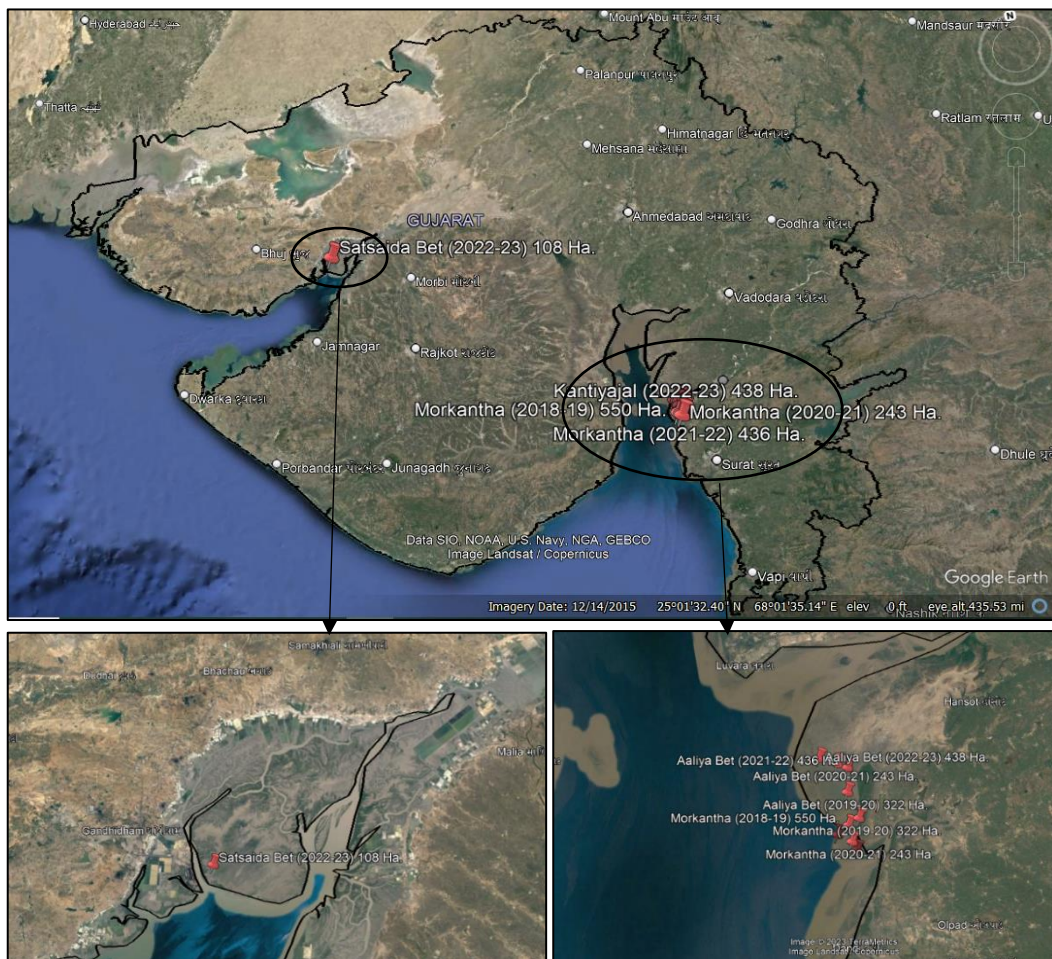 Mount Abu
Hyderabad
Mandsaur
Palanpur
Thatta
Ratlam
Himatnagar
Mehsana
GUJARAT
Ahmedabad
Godhra
Bhuj
Satsaida Bet (2022-23) 108 Ha.
Morbi
Vadodara
Jamnagar
Rajkot
Dwarka
Kantiyajal (2022-23) 438 Ha.
Morkantha (2018-19) 550 Ha. Morkantha (2020-21) 243 Ha.
Morkantha (2021-22) 436 Ha.
Surat
Dhule
Porbandar
Junagadh
Data SIO, NOAA, U.S. Navy, NGA, GEBCO
Image Landsat / Copernicus
Vapi
Google Earth
Imagery Date: 12/14/2015 25°01'32.40" N 68°01'35.14" E elev 0 ft eye alt 435.53 mi
Nashik
Samakhiali
Bhachau
Malia
Gandhidham
Satsaida Bet (2022-23) 108 Ha.
Luvara
Hansot
Aaliya Bet (2021-22) 436 Ha.
Aaliya Bet (2022-23) 438 Ha.
Aaliya Bet (2020-21) 243 Ha.
Aaliya Bet (2019-20) 322 Ha.
Morkantha (2018-19) 550 Ha.
Morkantha (2019-20) 322 Ha
Morkantha (2020-21) 243 Ha
Olpad
Image © 2023 TerraMetrics
Image Landsat / Copernicus